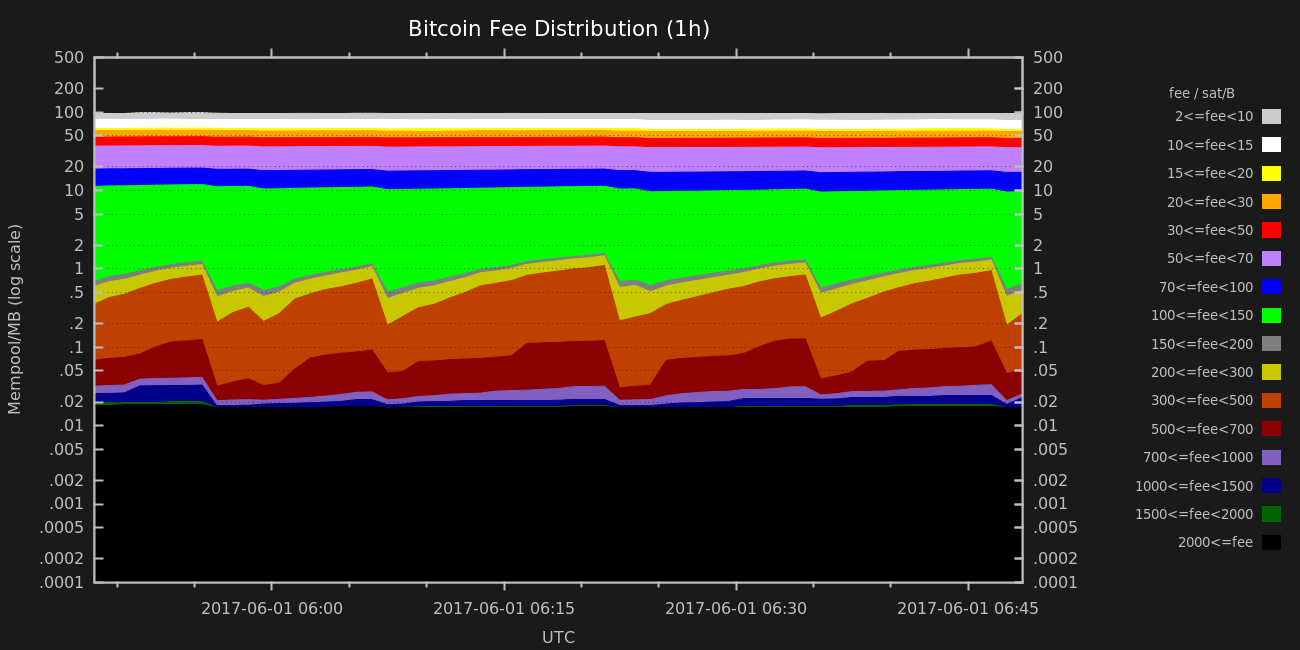 Bitcoin Fee Distribution (1h)
Mempool/MB (log scale)
500
200
100
50
20
10
5
2
1
.5
.2
.1
.05
.02
.01
.005
.002
.001
.0005
.0002
.0001
500
200
100
50
20
10
5
2
1
.5
.2
.1
.05
.02
.01
.005
.002
.001
.0005
.0002
.0001
2017-06-01 06:00 2017-06-01 06:15 2017-06-01 06:30 2017-06-01 06:45
UTC
fee / sat/B
2<=fee<10
10<=fee<15
15<=fee<20
20<=fee<30
30<=fee<50
50<=fee<70
70<=fee<100
100<=fee<150
150<=fee<200
200<=fee<300
300<=fee<500
500<=fee<700
700<=fee<1000
1000<=fee<1500
1500<=fee<2000
2000<=fee